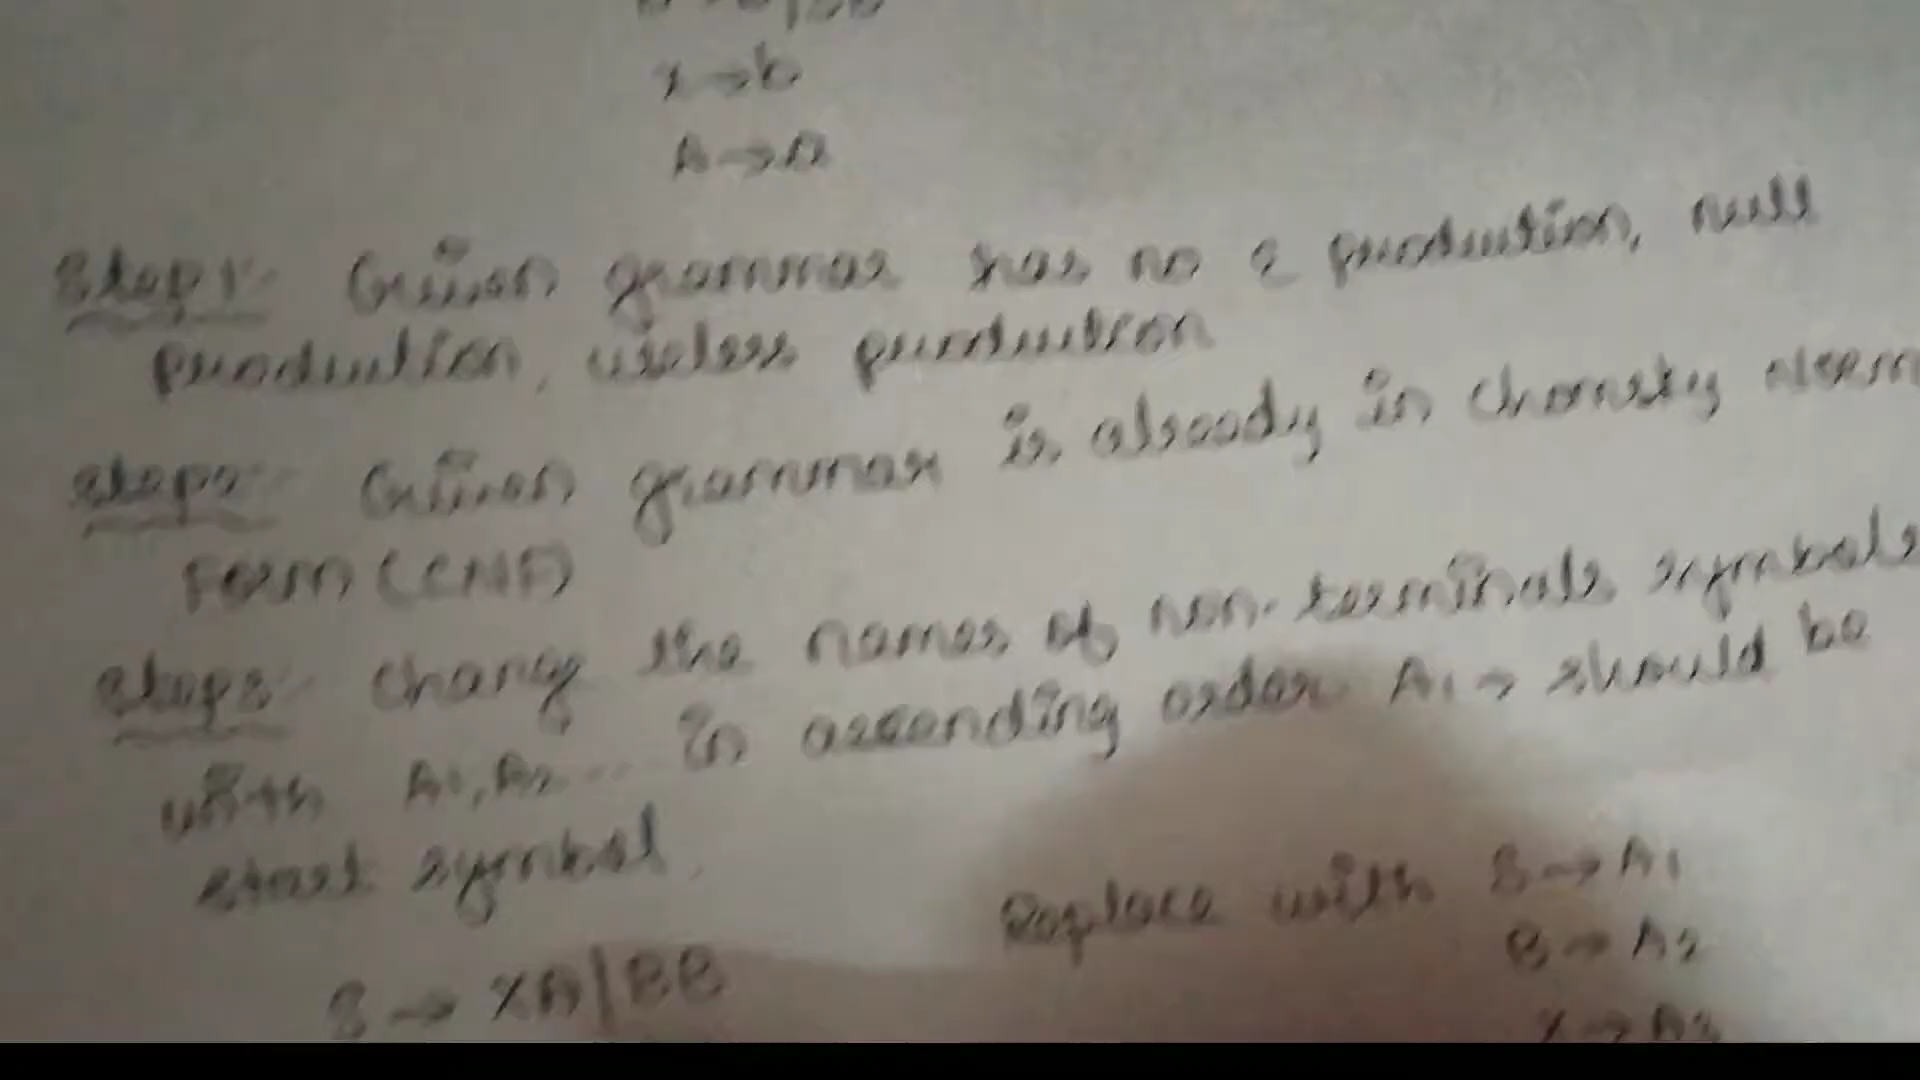 X→b
A→a
Step1:- Given grammar has no ε production, null
production, useless production
Step2:- Given grammar is already in chomsky Norm
Form (CNF)
Step3:- Change the names of non-terminals symbols
with A1, A2... in ascending order A1→ should be
start symbol.
Replace with S→A1
B→A2
S→XA|BB
X→A3